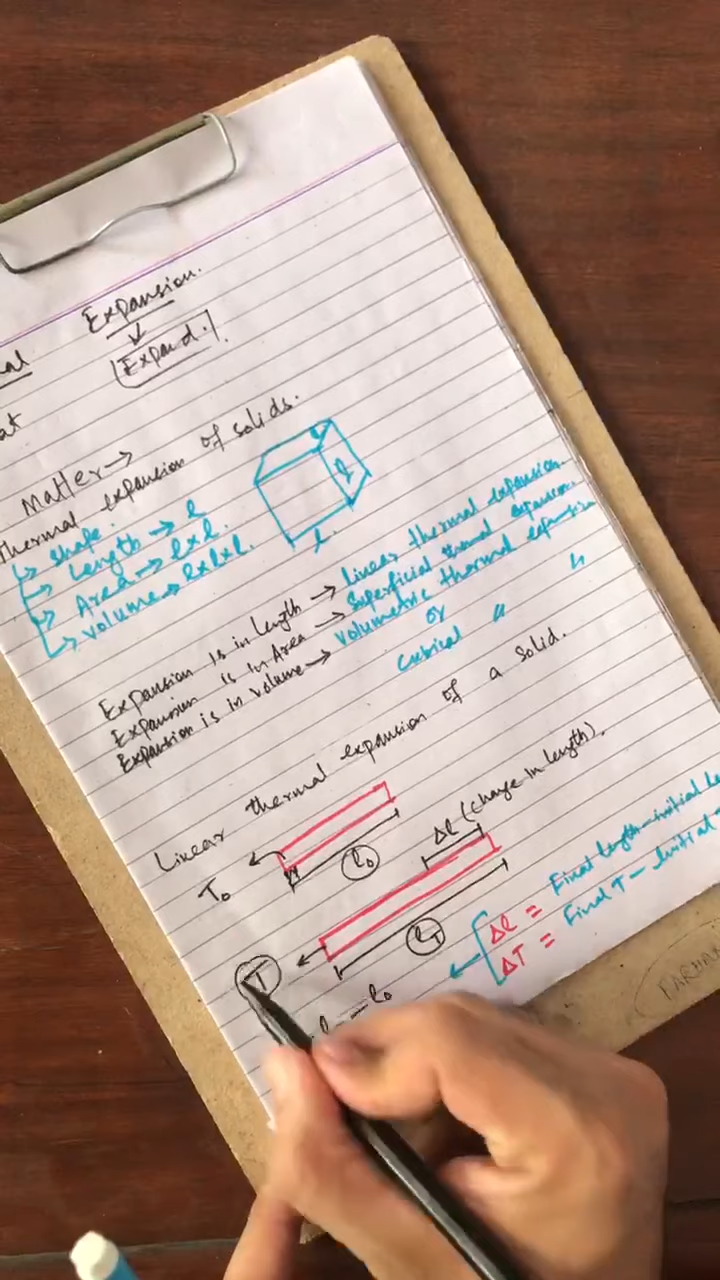 Expansion.
Expand.
Matter →
Thermal expansion of solids.
↳ Shape.
↳ Length → l
↳ Area → l×l.
↳ Volume → l×l×l.
l
l.
Expansion is in length → Linear thermal expansion.
Expansion is in Area → Superficial thermal expansion
Expansion is in volume → volumetric thermal expansion
or
Cubical " "
Linear thermal expansion of a solid.
T₀
l₀
Δl (change in length).
T
l_T
Δl = Final length - initial
ΔT = Final T - Initial
- l₀